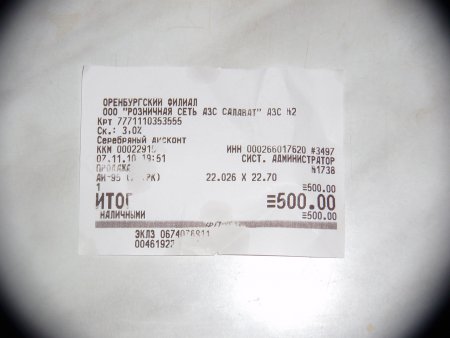 ОРЕНБУРГСКИЙ ФИЛИАЛ
ООО "РОЗНИЧНАЯ СЕТЬ АЗС САЛАВАТ" АЗС №2
Крт 7771110353555
Ск.: 3.0%
Серебряный дисконт
ККМ 00022915 ИНН 000266017620 #3497
07.11.10 19:51 СИСТ. АДМИНИСТРАТОР
ПРОДАЖА №1738
АИ-95 22.026 X 22.70
1 ≡500.00
ИТОГ ≡500.00
НАЛИЧНЫМИ ≡500.00
ЭКЛЗ